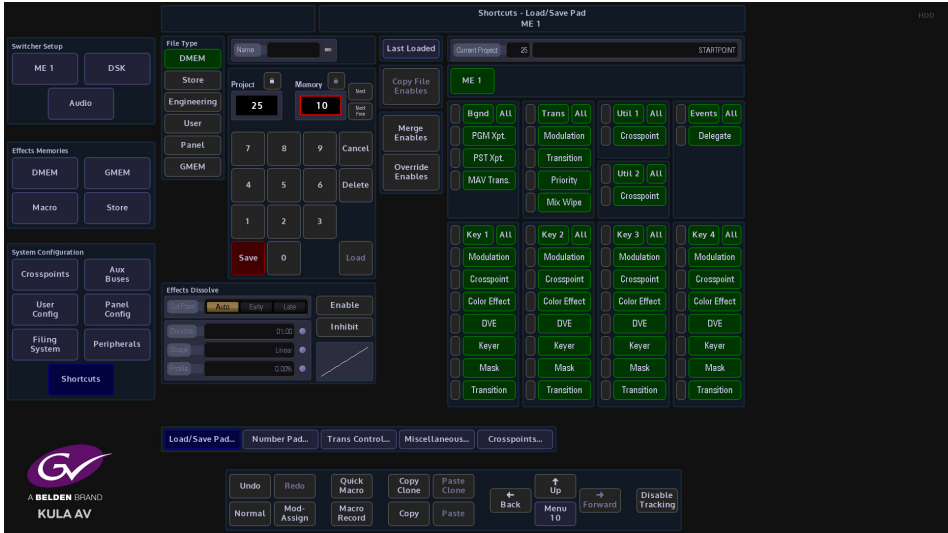 Shortcuts - Load/Save Pad
ME 1
HDD
Switcher Setup
ME 1
DSK
Audio
Effects Memories
DMEM
GMEM
Macro
Store
System Configuration
Crosspoints
Aux
Buses
User
Config
Panel
Config
Filing
System
Peripherals
Shortcuts
File Type
DMEM
Store
Engineering
User
Panel
GMEM
Name
Project
25
Memory
10
Next
Next
Free
7
8
9
Cancel
4
5
6
Delete
1
2
3
Save
0
Load
Effects Dissolve
Cut Point
Auto
Early
Late
Duration
01:00
Shape
Linear
Profile
0.00%
Enable
Inhibit
Last Loaded
Copy File
Enables
Merge
Enables
Override
Enables
Current Project
25
STARTPOINT
ME 1
Bgnd
All
PGM Xpt.
PST Xpt.
MAV Trans.
Trans
All
Modulation
Transition
Priority
Mix Wipe
Util 1
All
Crosspoint
Util 2
All
Crosspoint
Events
All
Delegate
Key 1
All
Modulation
Crosspoint
Color Effect
DVE
Keyer
Mask
Transition
Key 2
All
Modulation
Crosspoint
Color Effect
DVE
Keyer
Mask
Transition
Key 3
All
Modulation
Crosspoint
Color Effect
DVE
Keyer
Mask
Transition
Key 4
All
Modulation
Crosspoint
Color Effect
DVE
Keyer
Mask
Transition
Load/Save Pad...
Number Pad...
Trans Control...
Miscellaneous...
Crosspoints...
GV
A BELDEN BRAND
KULA AV
Undo
Redo
Quick
Macro
Copy
Clone
Paste
Clone
Normal
Mod-
Assign
Macro
Record
Copy
Paste
Back
Up
Menu
10
Forward
Disable
Tracking